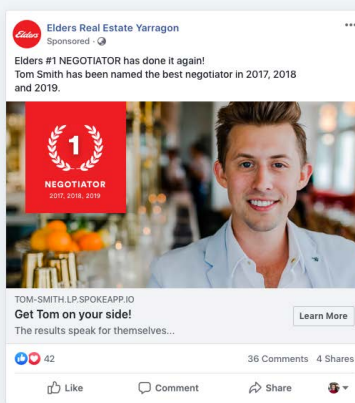 Elders
Elders Real Estate Yarragon
Sponsored ·
Elders #1 NEGOTIATOR has done it again!
Tom Smith has been named the best negotiator in 2017, 2018
and 2019.
1
NEGOTIATOR
2017, 2018, 2019
TOM-SMITH.LP.SPOKEAPP.IO
Get Tom on your side!
Learn More
The results speak for themselves...
42
36 Comments 4 Shares
Like Comment Share